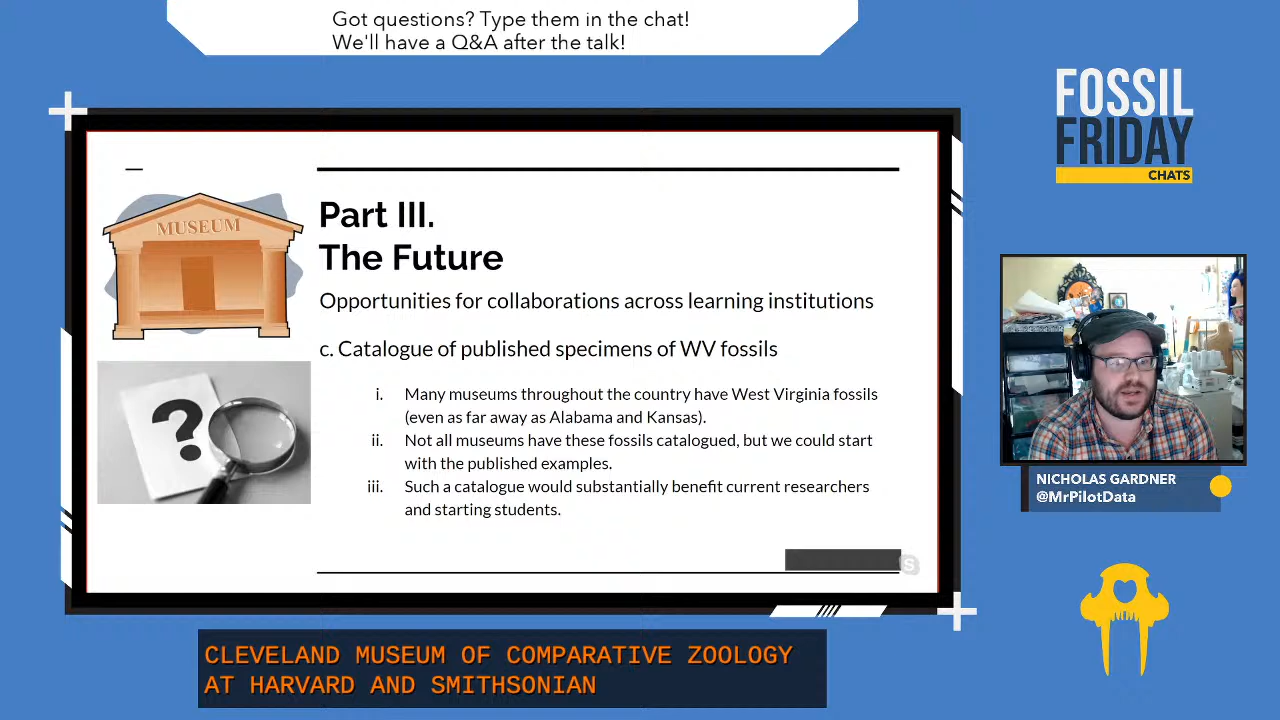 Got questions? Type them in the chat!
We'll have a Q&A after the talk!
FOSSIL
FRIDAY
CHATS
MUSEUM
Part III.
The Future
Opportunities for collaborations across learning institutions
c. Catalogue of published specimens of WV fossils
i. Many museums throughout the country have West Virginia fossils
(even as far away as Alabama and Kansas).
ii. Not all museums have these fossils catalogued, but we could start
with the published examples.
iii. Such a catalogue would substantially benefit current researchers
and starting students.
?
S
NICHOLAS GARDNER
@MrPilotData
CLEVELAND MUSEUM OF COMPARATIVE ZOOLOGY
AT HARVARD AND SMITHSONIAN